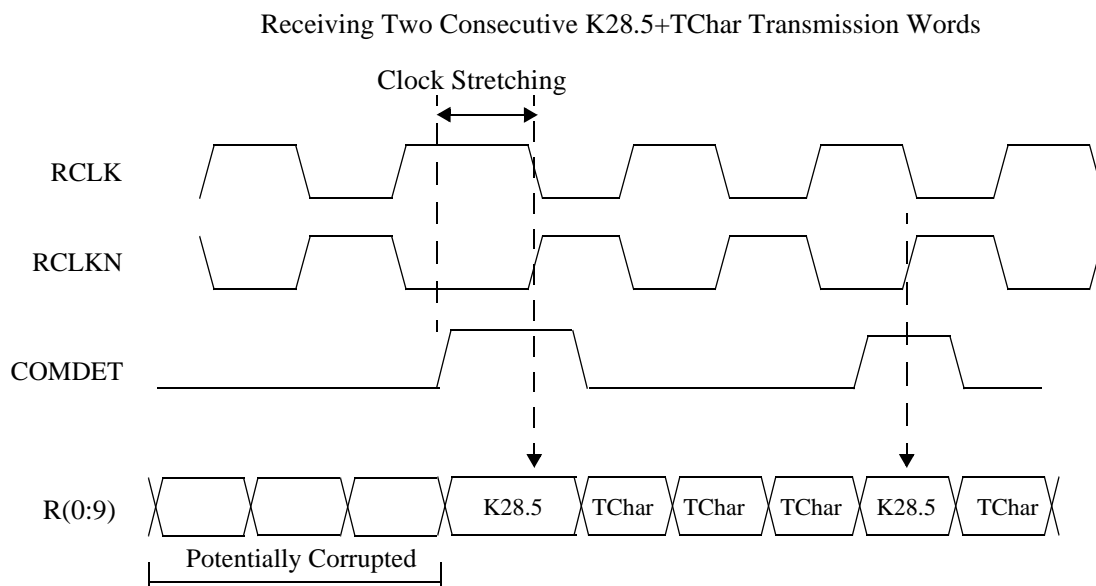 Receiving Two Consecutive K28.5+TChar Transmission Words
Clock Stretching
RCLK
RCLKN
COMDET
R(0:9)
K28.5
TChar
TChar
TChar
K28.5
TChar
Potentially Corrupted